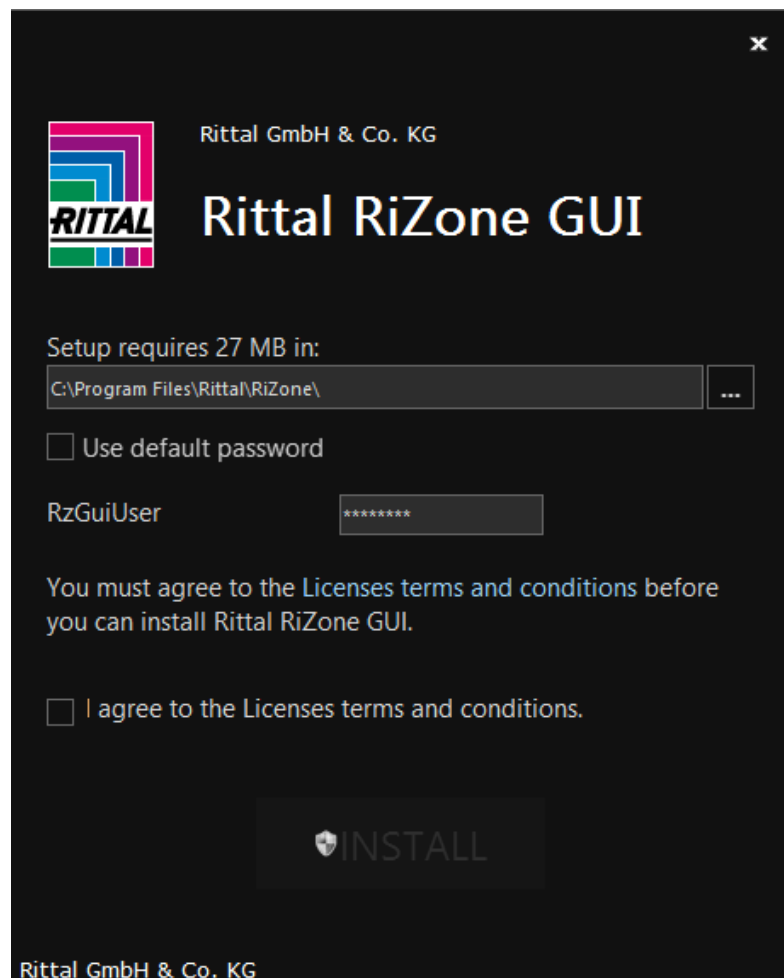 x
Rittal GmbH & Co. KG
RITTAL
Rittal RiZone GUI
Setup requires 27 MB in:
C:\Program Files\Rittal\RiZone\
...
Use default password
RzGuiUser
********
You must agree to the Licenses terms and conditions before
you can install Rittal RiZone GUI.
I agree to the Licenses terms and conditions.
INSTALL
Rittal GmbH & Co. KG